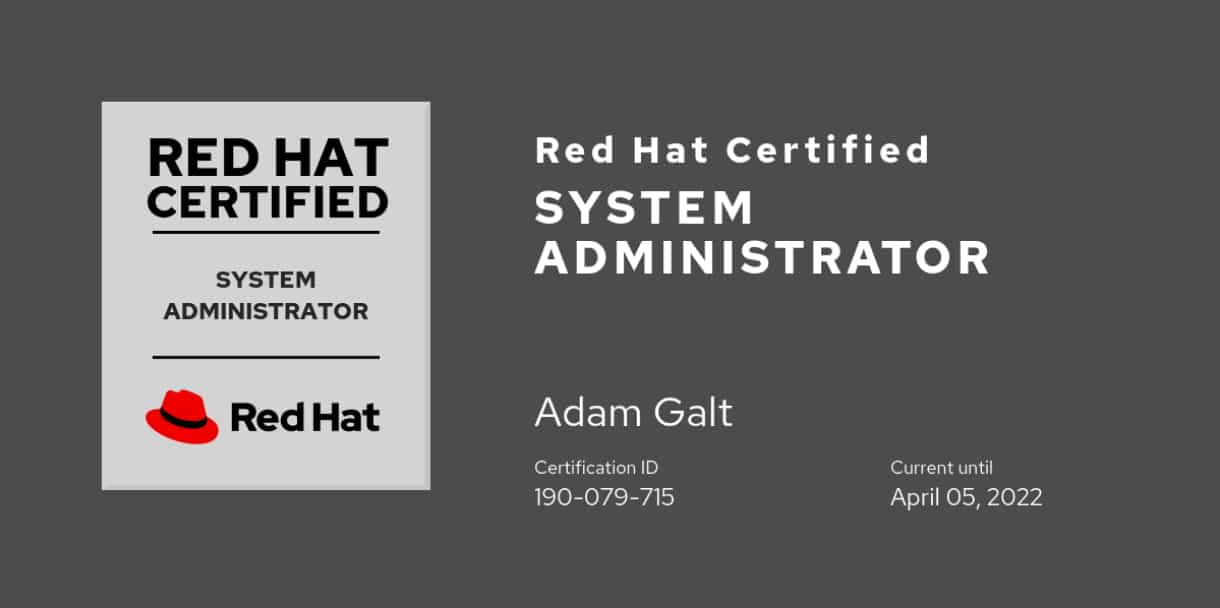 RED HAT
CERTIFIED
SYSTEM
ADMINISTRATOR
Red Hat
Red Hat Certified
SYSTEM
ADMINISTRATOR
Adam Galt
Certification ID
190-079-715
Current until
April 05, 2022